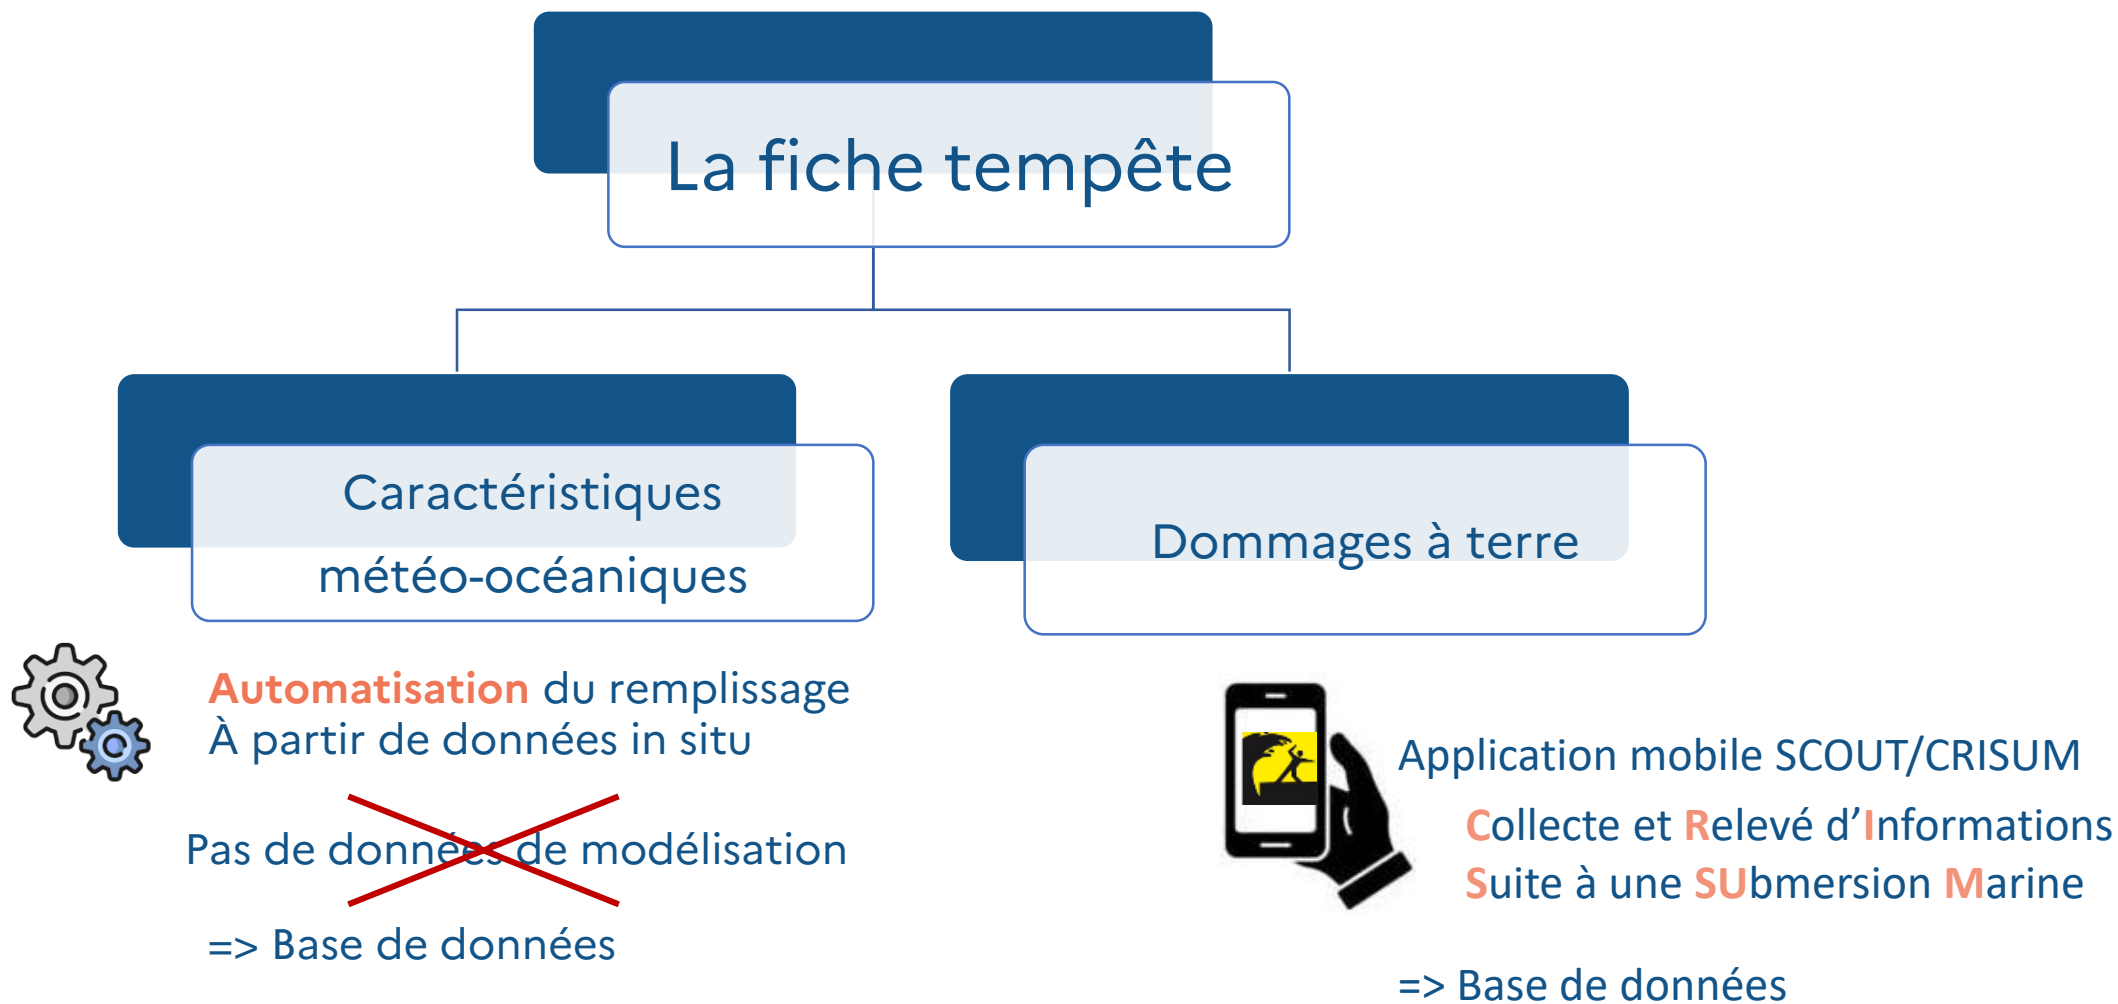 La fiche tempête
Caractéristiques
météo-océaniques
Dommages à terre
Automatisation du remplissage
À partir de données in situ
Pas de données de modélisation
=> Base de données
Application mobile SCOUT/CRISUM
Collecte et Relevé d’Informations
Suite à une SUbmersion Marine
=> Base de données